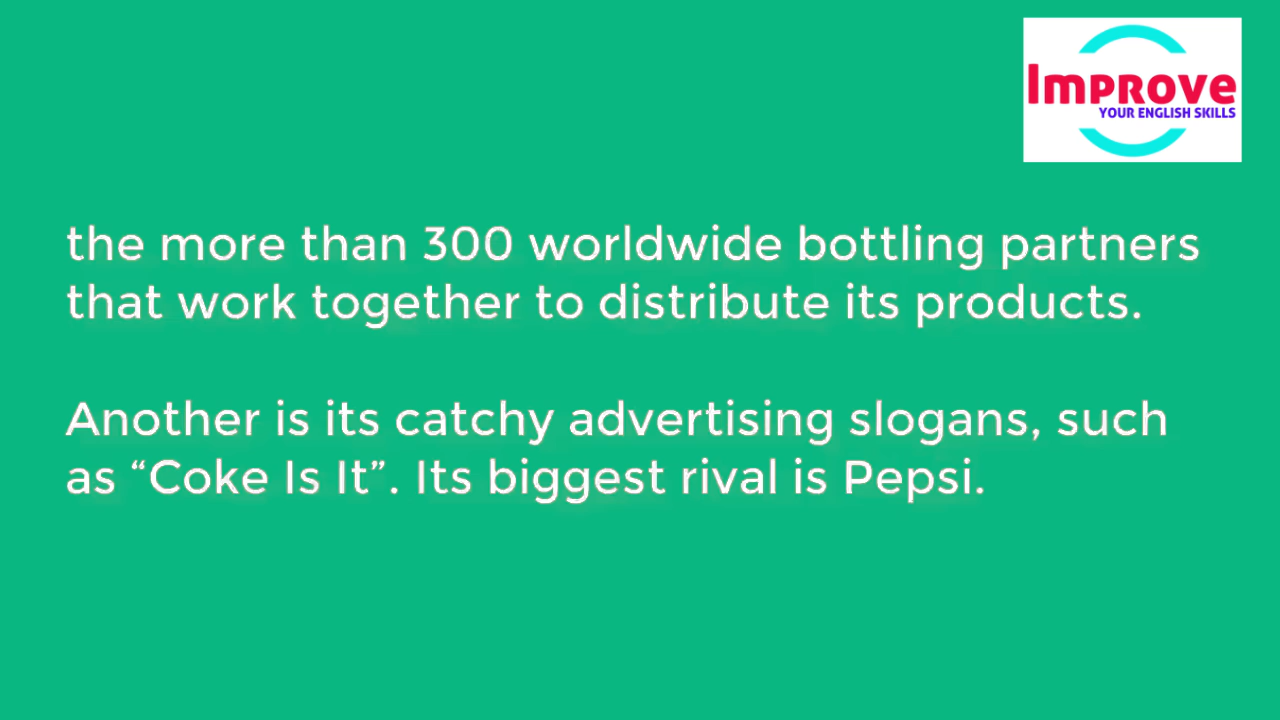 Improve
YOUR ENGLISH SKILLS
the more than 300 worldwide bottling partners
that work together to distribute its products.
Another is its catchy advertising slogans, such
as “Coke Is It”. Its biggest rival is Pepsi.